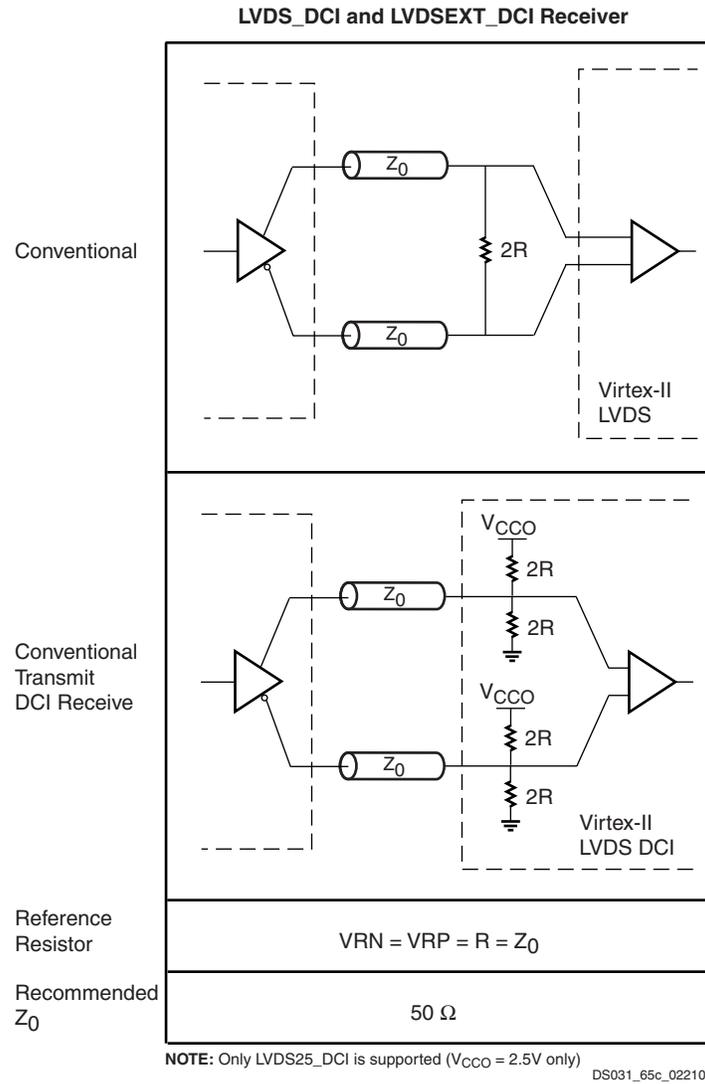 LVDS_DCI and LVDSEXT_DCI Receiver
Conventional
Z0
2R
Z0
Virtex-II
LVDS
Conventional
Transmit
DCI Receive
VCCO
2R
Z0
2R
VCCO
2R
Z0
2R
Virtex-II
LVDS DCI
Reference
Resistor
VRN = VRP = R = Z0
Recommended
Z0
50 Ω
NOTE: Only LVDS25_DCI is supported (VCCO = 2.5V only)
DS031_65c_02210